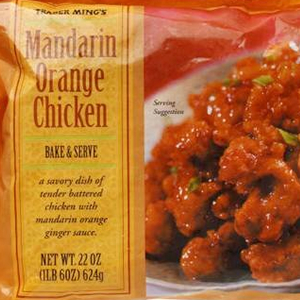 TRADER MING'S
Mandarin
Orange
Chicken
BAKE & SERVE
a savory dish of
tender battered
chicken with
mandarin orange
ginger sauce.
NET WT. 22 OZ
(1LB 6OZ) 624g
Serving
Suggestion